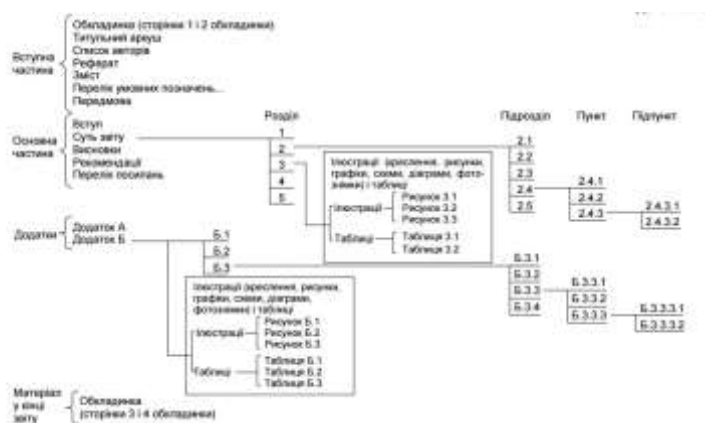 Обкладинка (сторінки 1 і 2 обкладинки)
Титульний аркуш
Список авторів
Реферат
Зміст
Перелік умовних позначень...
Передмова
Вступна
частина
Вступ
Суть звіту
Висновки
Рекомендації
Перелік посилань
Основна
частина
Розділ
1
2
3
4
5
Підрозділ
2.1
2.2
2.3
2.4
2.5
Пункт
2.4.1
2.4.2
2.4.3
Підпункт
2.4.3.1
2.4.3.2
Ілюстрації (креслення, рисунки,
графіки, схеми, діаграми, фото-
знімки) і таблиці
Ілюстрації
Рисунок 3.1
Рисунок 3.2
Рисунок 3.3
Таблиці
Таблиця 3.1
Таблиця 3.2
Додатки
Додаток А
Додаток Б
Б.1
Б.2
Б.3
Б.3.1
Б.3.2
Б.3.3
Б.3.4
Б.3.3.1
Б.3.3.2
Б.3.3.3
Б.3.3.3.1
Б.3.3.3.2
Ілюстрації (креслення, рисунки,
графіки, схеми, діаграми,
фотознімки) і таблиці
Ілюстрації
Рисунок Б.1
Рисунок Б.2
Рисунок Б.3
Таблиці
Таблиця Б.1
Таблиця Б.2
Таблиця Б.3
Матеріал
у кінці
звіту
Обкладинка
(сторінки 3 і 4 обкладинки)